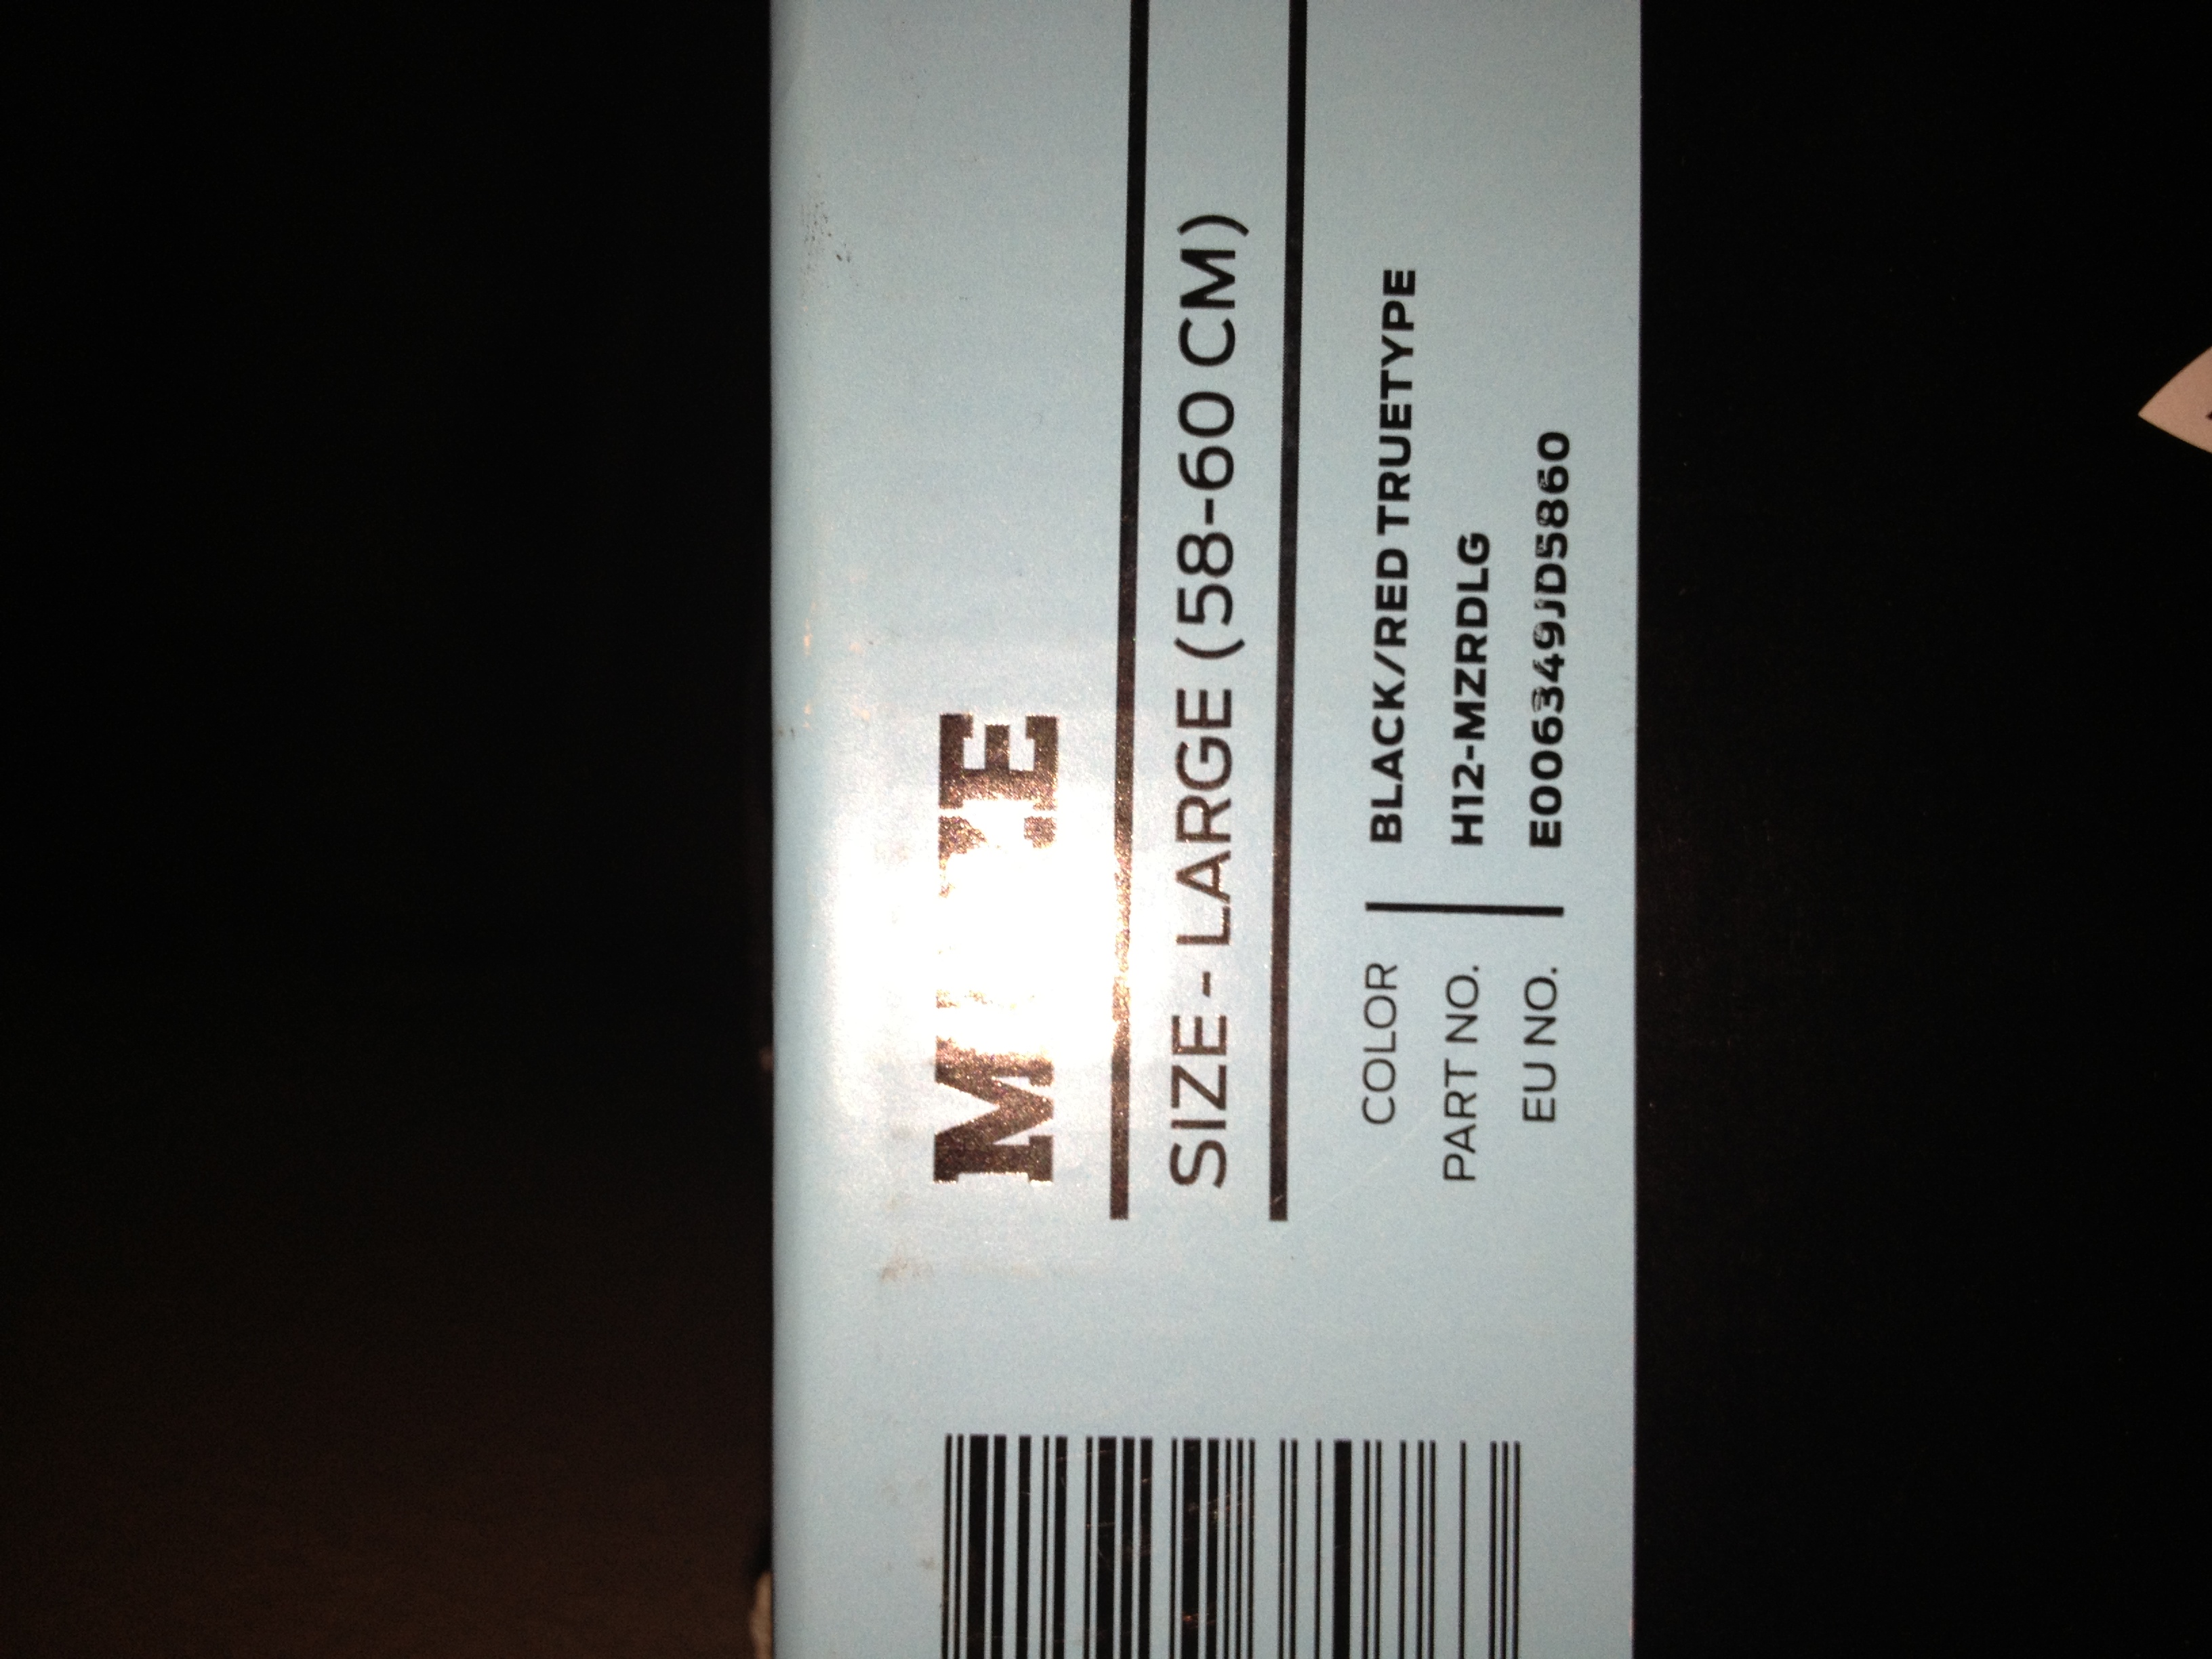 SIZE - LARGE (58-60 CM)
COLOR BLACK/RED TRUETYPE
PART NO. H12-MZRDLG
EU NO. E006349JD5860